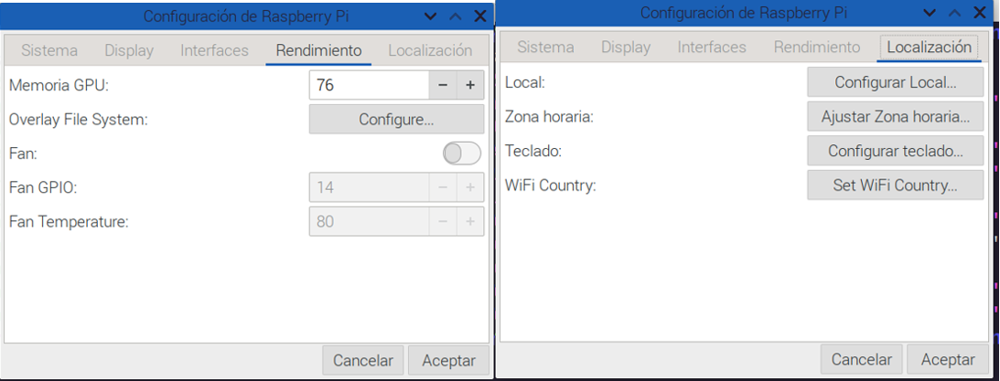 Configuración de Raspberry Pi
Sistema Display Interfaces Rendimiento Localización
Memoria GPU: 76 − +
Overlay File System: Configure...
Fan:
Fan GPIO: 14 − +
Fan Temperature: 80 − +
Cancelar Aceptar
Configuración de Raspberry Pi
Sistema Display Interfaces Rendimiento Localización
Local: Configurar Local...
Zona horaria: Ajustar Zona horaria...
Teclado: Configurar teclado...
WiFi Country: Set WiFi Country...
Cancelar Aceptar